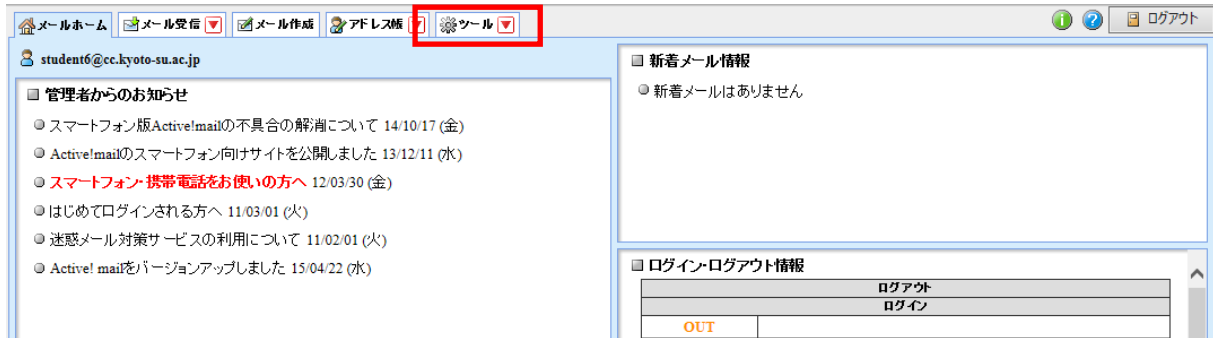 メールホーム メール受信 メール作成 アドレス帳 ツール ログアウト
student6@cc.kyoto-su.ac.jp
管理者からのお知らせ
スマートフォン版Active!mailの不具合の解消について 14/10/17 (金)
Active!mailのスマートフォン向けサイトを公開しました 13/12/11 (水)
スマートフォン・携帯電話をお使いの方へ 12/03/30 (金)
はじめてログインされる方へ 11/03/01 (火)
迷惑メール対策サービスの利用について 11/02/01 (火)
Active! mailをバージョンアップしました 15/04/22 (水)
新着メール情報
新着メールはありません
ログイン・ログアウト情報
ログアウト
ログイン
OUT